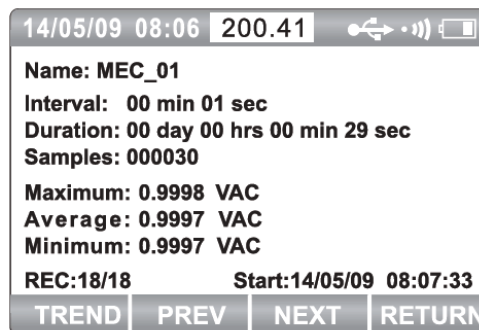 14/05/09 08:06 200.41
Name: MEC_01
Interval: 00 min 01 sec
Duration: 00 day 00 hrs 00 min 29 sec
Samples: 000030
Maximum: 0.9998 VAC
Average: 0.9997 VAC
Minimum: 0.9997 VAC
REC:18/18 Start:14/05/09 08:07:33
TREND PREV NEXT RETURN